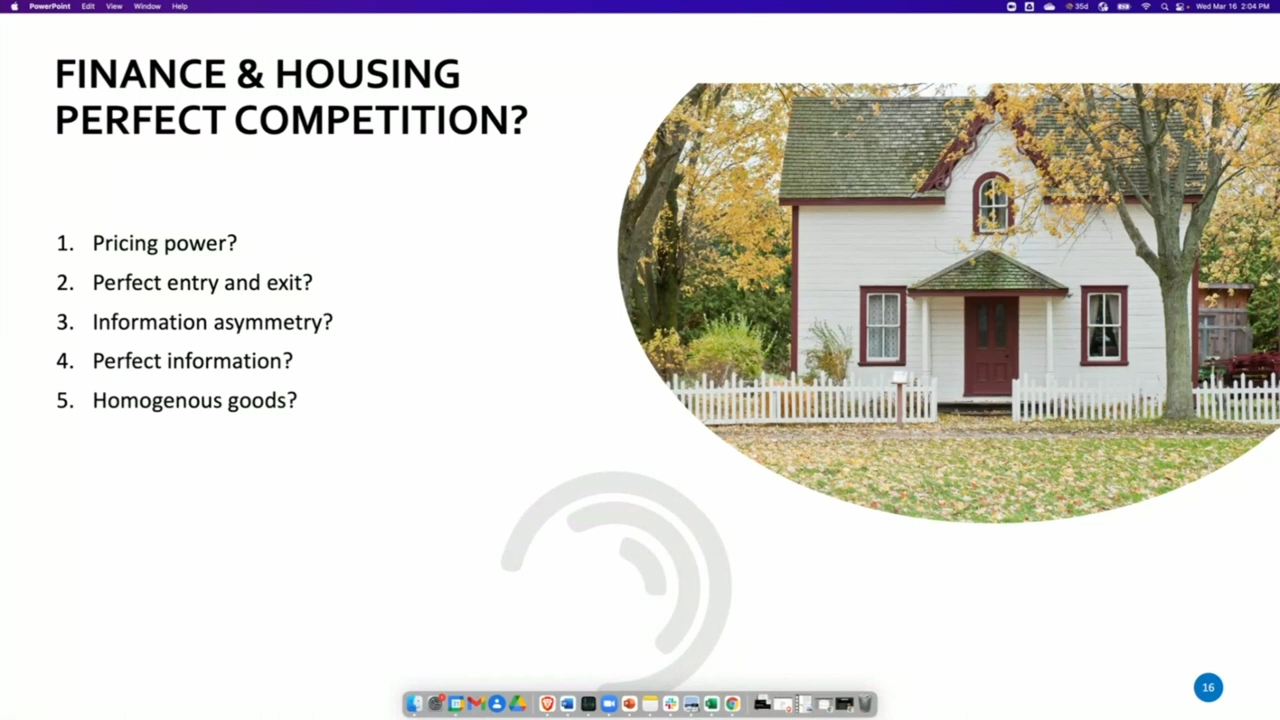 PowerPoint Edit View Window Help
35d Wed Mar 16 2:04 PM
FINANCE & HOUSING
PERFECT COMPETITION?
1. Pricing power?
2. Perfect entry and exit?
3. Information asymmetry?
4. Perfect information?
5. Homogenous goods?
16